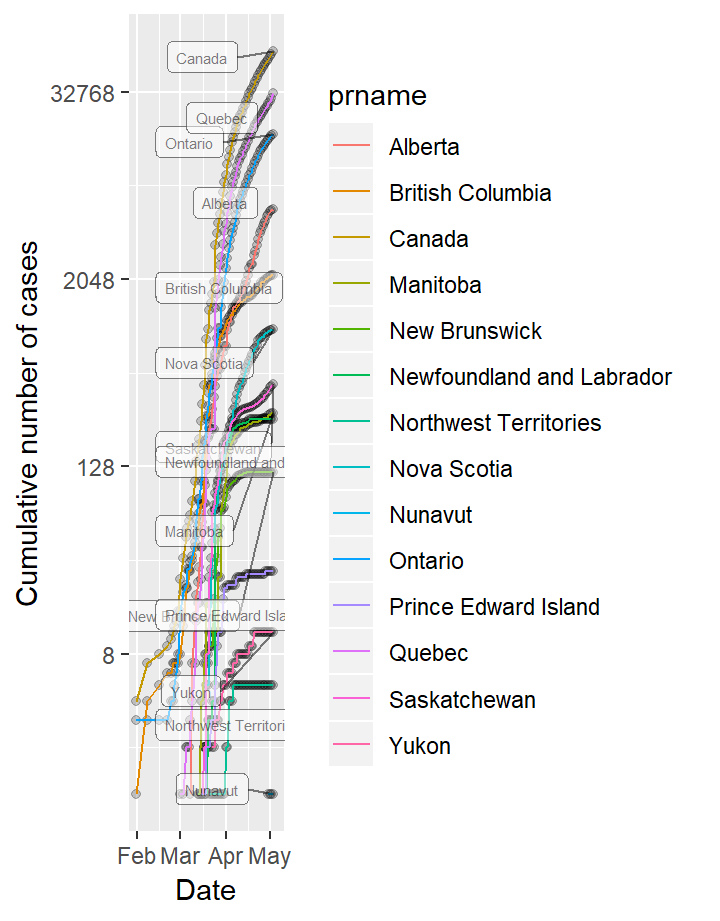 Canada
32768
Quebec
Ontario
Alberta
2048
British Columbia
Nova Scotia
Saskatchewan
Newfoundland and
128
Manitoba
New
Prince Edward Isla
8
Yukon
Northwest Territori
Nunavut
Feb Mar Apr May
Date
Cumulative number of cases
prname
Alberta
British Columbia
Canada
Manitoba
New Brunswick
Newfoundland and Labrador
Northwest Territories
Nova Scotia
Nunavut
Ontario
Prince Edward Island
Quebec
Saskatchewan
Yukon